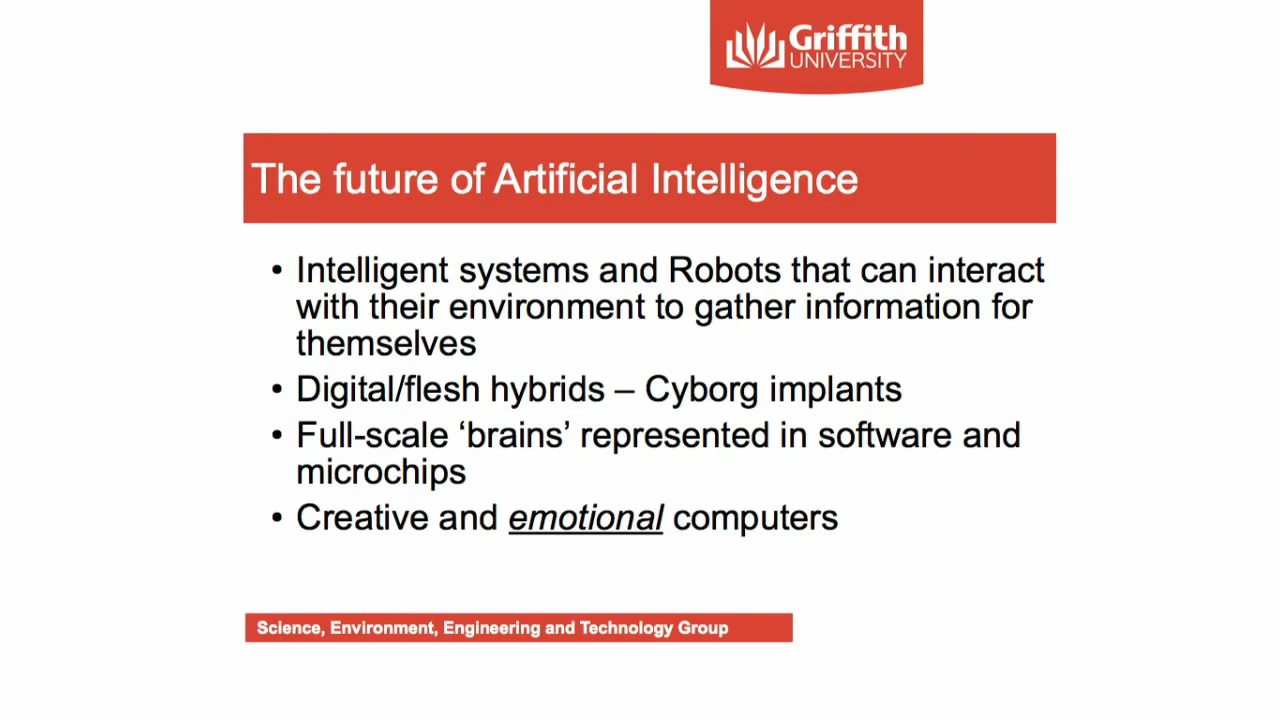 Griffith
UNIVERSITY
The future of Artificial Intelligence
• Intelligent systems and Robots that can interact
with their environment to gather information for
themselves
• Digital/flesh hybrids – Cyborg implants
• Full-scale ‘brains’ represented in software and
microchips
• Creative and emotional computers
Science, Environment, Engineering and Technology Group